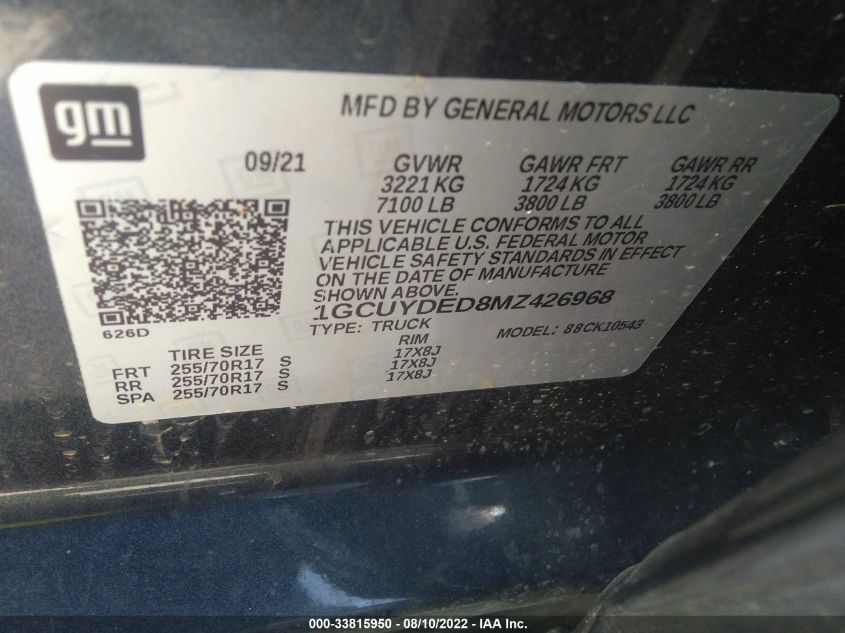 gm
MFD BY GENERAL MOTORS LLC
09/21 GVWR GAWR FRT GAWR RR
3221 KG 1724 KG 1724 KG
7100 LB 3800 LB 3800 LB
THIS VEHICLE CONFORMS TO ALL
APPLICABLE U.S. FEDERAL MOTOR
VEHICLE SAFETY STANDARDS IN EFFECT
ON THE DATE OF MANUFACTURE
SHOWN ABOVE.
1GCUYDED8MZ426968
626D
TYPE: TRUCK MODEL: 88CK10543
TIRE SIZE RIM
FRT 255/70R17 S 17X8J
RR 255/70R17 S 17X8J
SPA 255/70R17 S 17X8J
000-33815950 - 08/10/2022 - IAA Inc.